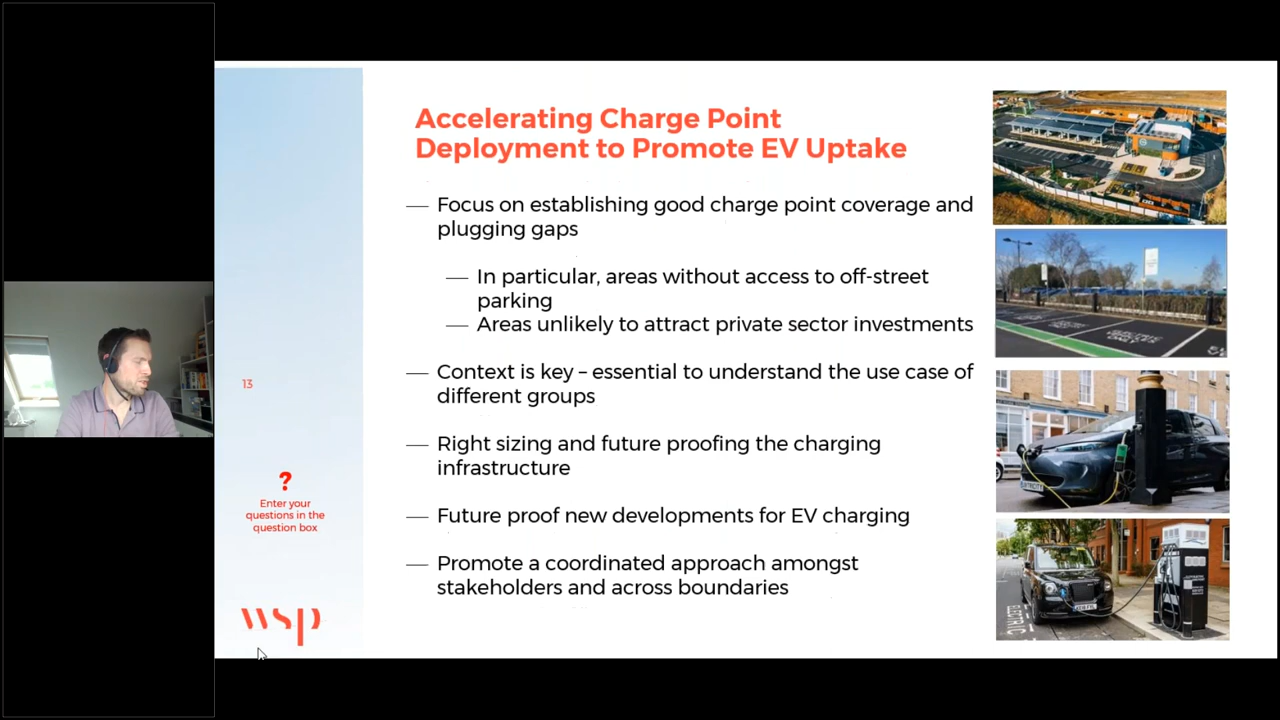 Accelerating Charge Point
Deployment to Promote EV Uptake
— Focus on establishing good charge point coverage and
plugging gaps
— In particular, areas without access to off-street
parking
— Areas unlikely to attract private sector investments
— Context is key – essential to understand the use case of
different groups
— Right sizing and future proofing the charging
infrastructure
— Future proof new developments for EV charging
— Promote a coordinated approach amongst
stakeholders and across boundaries
13
?
Enter your
questions in the
question box
wsp